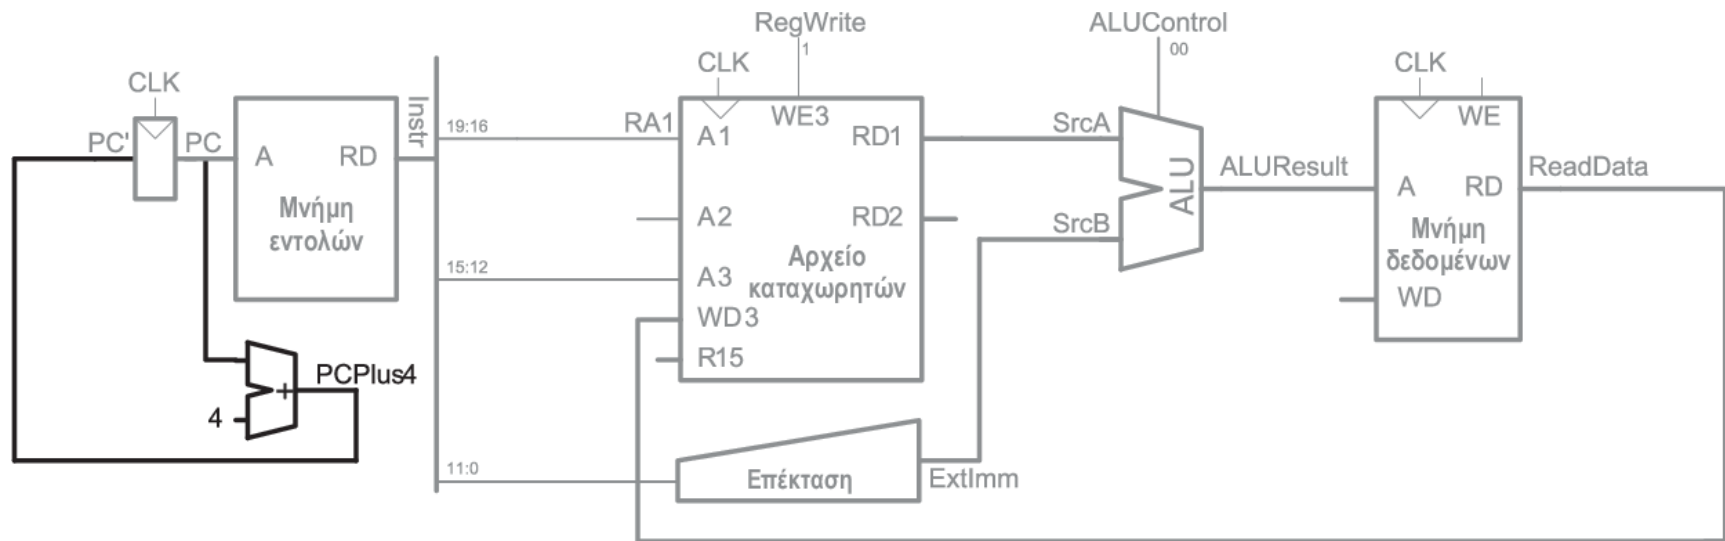 RegWrite
1
ALUControl
00
CLK
CLK
CLK
PC'
PC
A
RD
Μνήμη
εντολών
Instr
19:16
RA1
A1
WE3
RD1
A2
RD2
15:12
A3
Αρχείο
καταχωρητών
WD3
R15
SrcA
SrcB
ALU
ALUResult
WE
A
RD
Μνήμη
δεδομένων
WD
ReadData
PCPlus4
+
4
11:0
Επέκταση
ExtImm